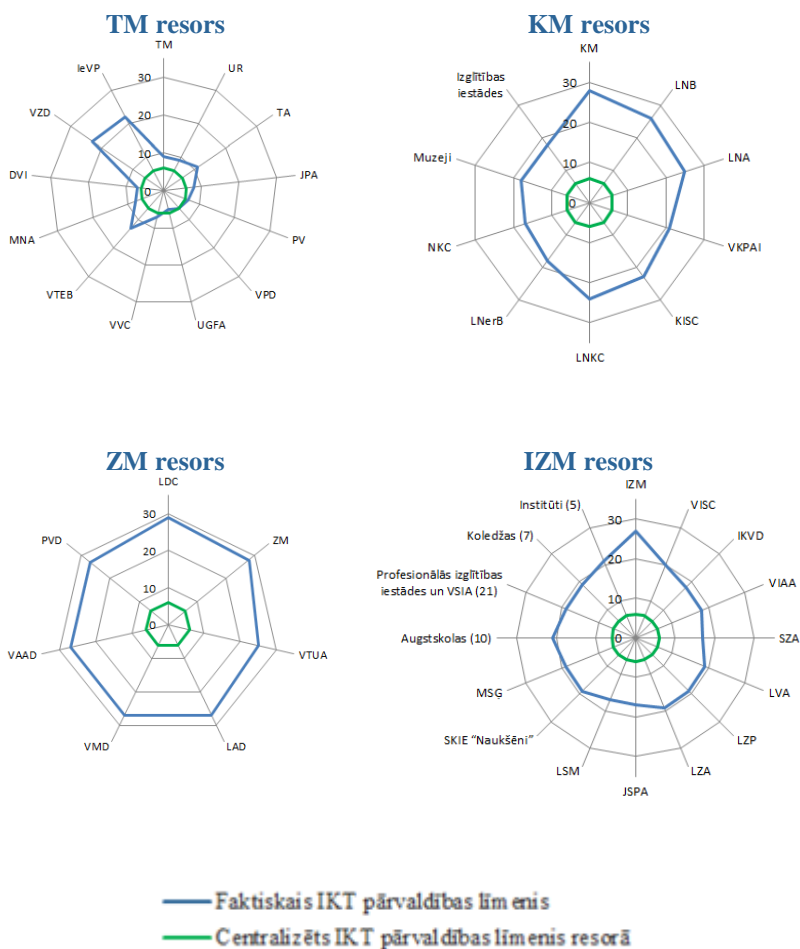 TM resors
TM
UR
TA
JPA
PV
VPD
UGFA
VVC
VTEB
MNA
DVI
VZD
IeVP
30
20
10
0
KM resors
KM
LNB
LNA
VKPAI
KISC
LNKC
LNerB
NKC
Muzeji
Izglītības
iestādes
30
20
10
0
ZM resors
LDC
ZM
VTUA
LAD
VMD
VAAD
PVD
30
20
10
0
IZM resors
IZM
VISC
IKVD
VIAA
SZA
LVA
LZP
LZA
JSPA
LSM
SKIE “Naukšēni”
MSG
Augstskolas (10)
Profesionālās izglītības
iestādes un VSIA (21)
Koledžas (7)
Institūti (5)
30
20
10
0
Faktiskais IKT pārvaldības līmenis
Centralizēts IKT pārvaldības līmenis resorā